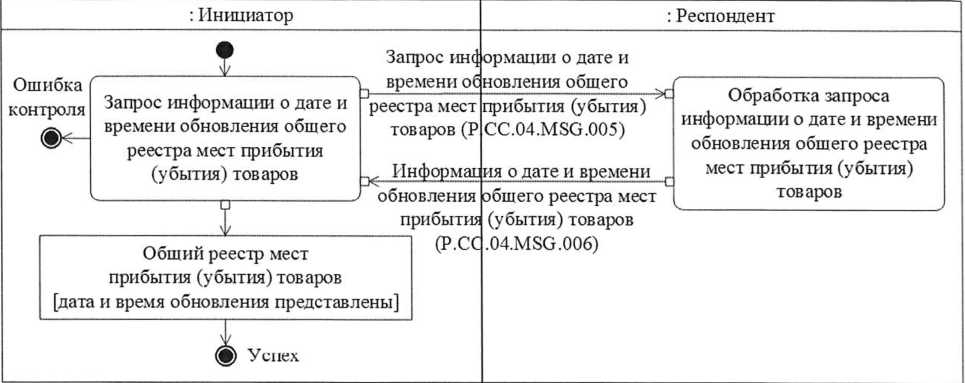 : Инициатор
: Респондент
Ошибка
контроля
Запрос информации о дате и
времени обновления общего
реестра мест прибытия
(убытия) товаров
Запрос информации о дате и
времени обновления общего
реестра мест прибытия (убытия)
товаров (P.CC.04.MSG.005)
Обработка запроса
информации о дате и времени
обновления общего реестра
мест прибытия (убытия)
товаров
Информация о дате и времени
обновления общего реестра мест
прибытия (убытия) товаров
(P.CC.04.MSG.006)
Общий реестр мест
прибытия (убытия) товаров
[дата и время обновления представлены]
Успех